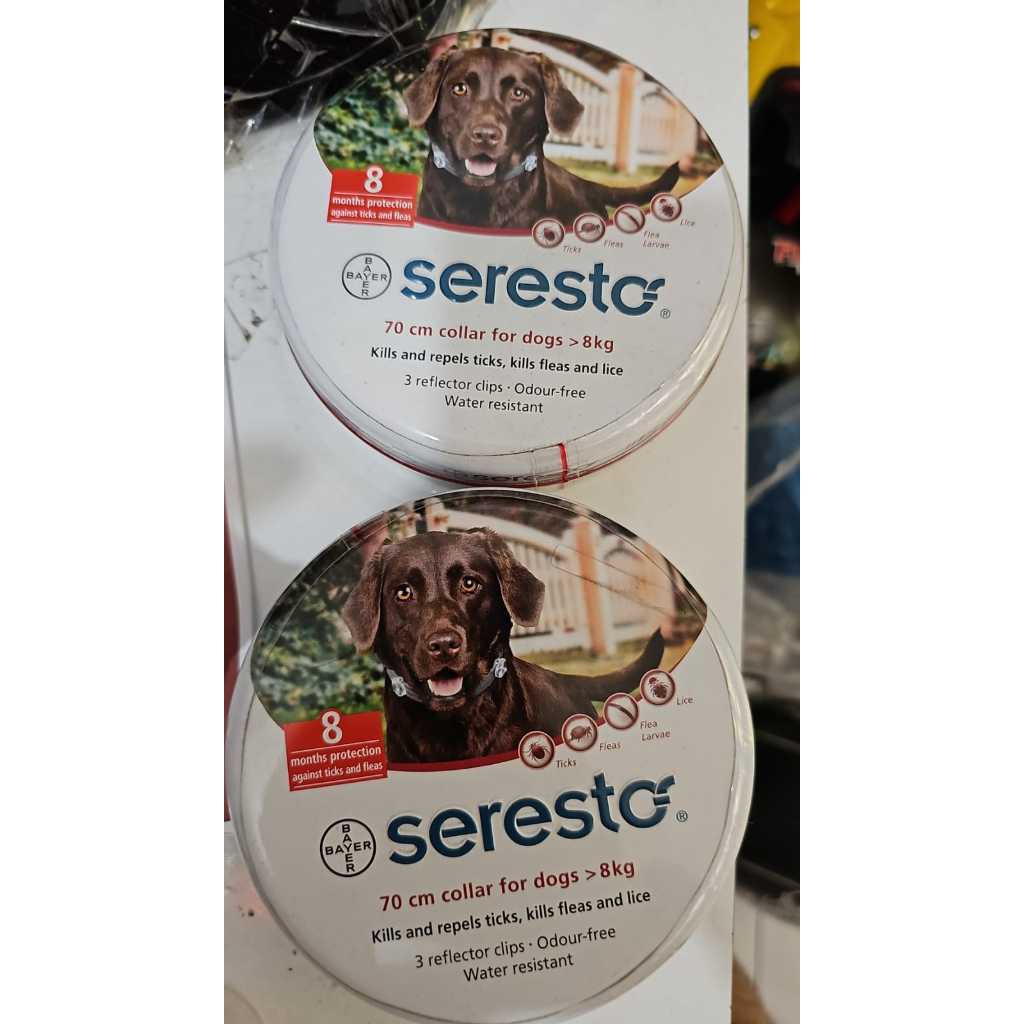 8
months protection
against ticks and fleas
Ticks
Fleas
Flea
Larvae
Lice
BAYER
BAYER
seresto®
70 cm collar for dogs >8kg
Kills and repels ticks, kills fleas and lice
3 reflector clips · Odour-free
Water resistant
8
months protection
against ticks and fleas
Ticks
Fleas
Flea
Larvae
Lice
BAYER
BAYER
seresto®
70 cm collar for dogs >8kg
Kills and repels ticks, kills fleas and lice
3 reflector clips · Odour-free
Water resistant